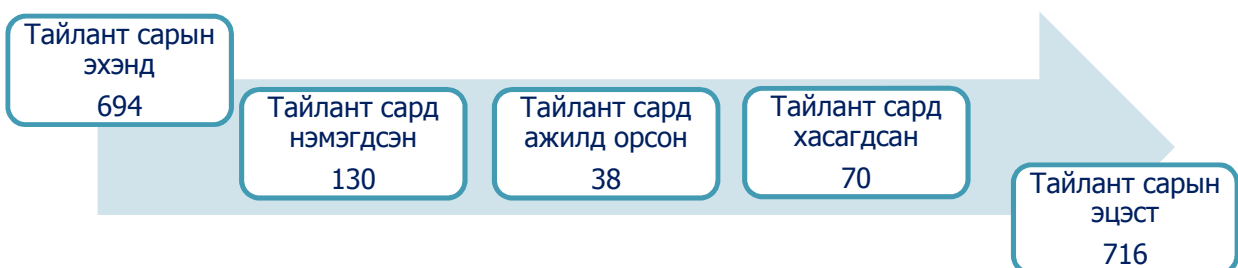 Тайлант сарын
эхэнд
694
Тайлант сард
нэмэгдсэн
130
Тайлант сард
ажилд орсон
38
Тайлант сард
хасагдсан
70
Тайлант сарын
эцэст
716